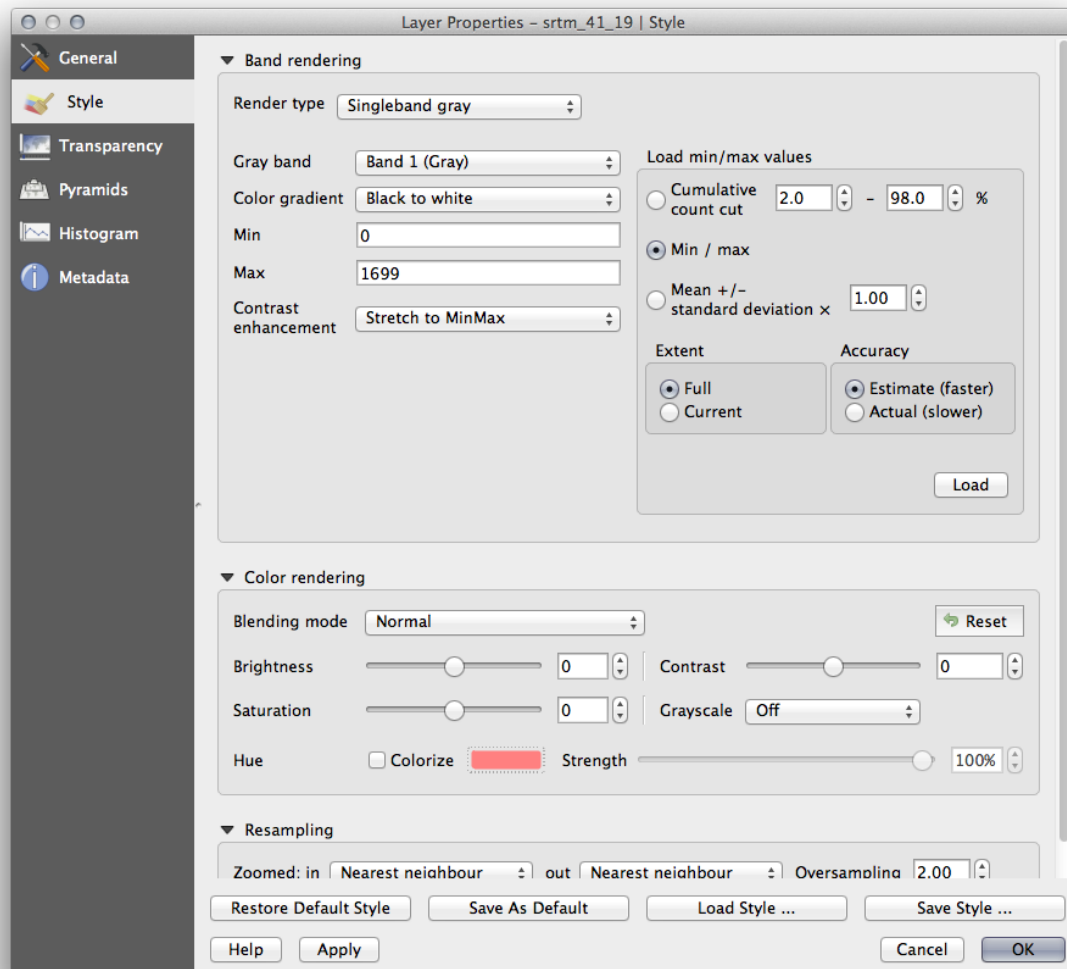 Layer Properties – srtm_41_19 | Style
General
Style
Transparency
Pyramids
Histogram
Metadata
Band rendering
Render type Singleband gray
Gray band Band 1 (Gray)
Color gradient Black to white
Min 0
Max 1699
Contrast
enhancement Stretch to MinMax
Load min/max values
Cumulative
count cut 2.0 – 98.0 %
Min / max
Mean +/–
standard deviation × 1.00
Extent
Full
Current
Accuracy
Estimate (faster)
Actual (slower)
Load
Color rendering
Blending mode Normal Reset
Brightness 0 Contrast 0
Saturation 0 Grayscale Off
Hue Colorize Strength 100%
Resampling
Zoomed: in Nearest neighbour out Nearest neighbour Oversampling 2.00
Restore Default Style Save As Default Load Style ... Save Style ...
Help Apply Cancel OK